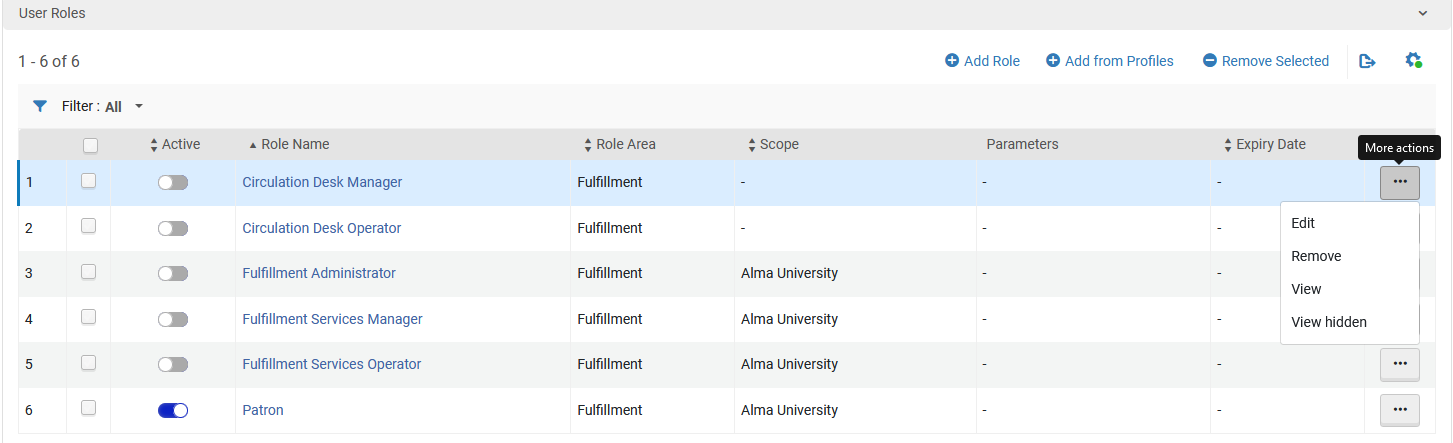 User Roles
1 - 6 of 6 Add Role Add from Profiles Remove Selected
Filter : All
Active Role Name Role Area Scope Parameters Expiry Date
More actions
1 Circulation Desk Manager Fulfillment - - -
2 Circulation Desk Operator Fulfillment - - -
3 Fulfillment Administrator Fulfillment Alma University - -
4 Fulfillment Services Manager Fulfillment Alma University - -
5 Fulfillment Services Operator Fulfillment Alma University - -
6 Patron Fulfillment Alma University - -
Edit
Remove
View
View hidden